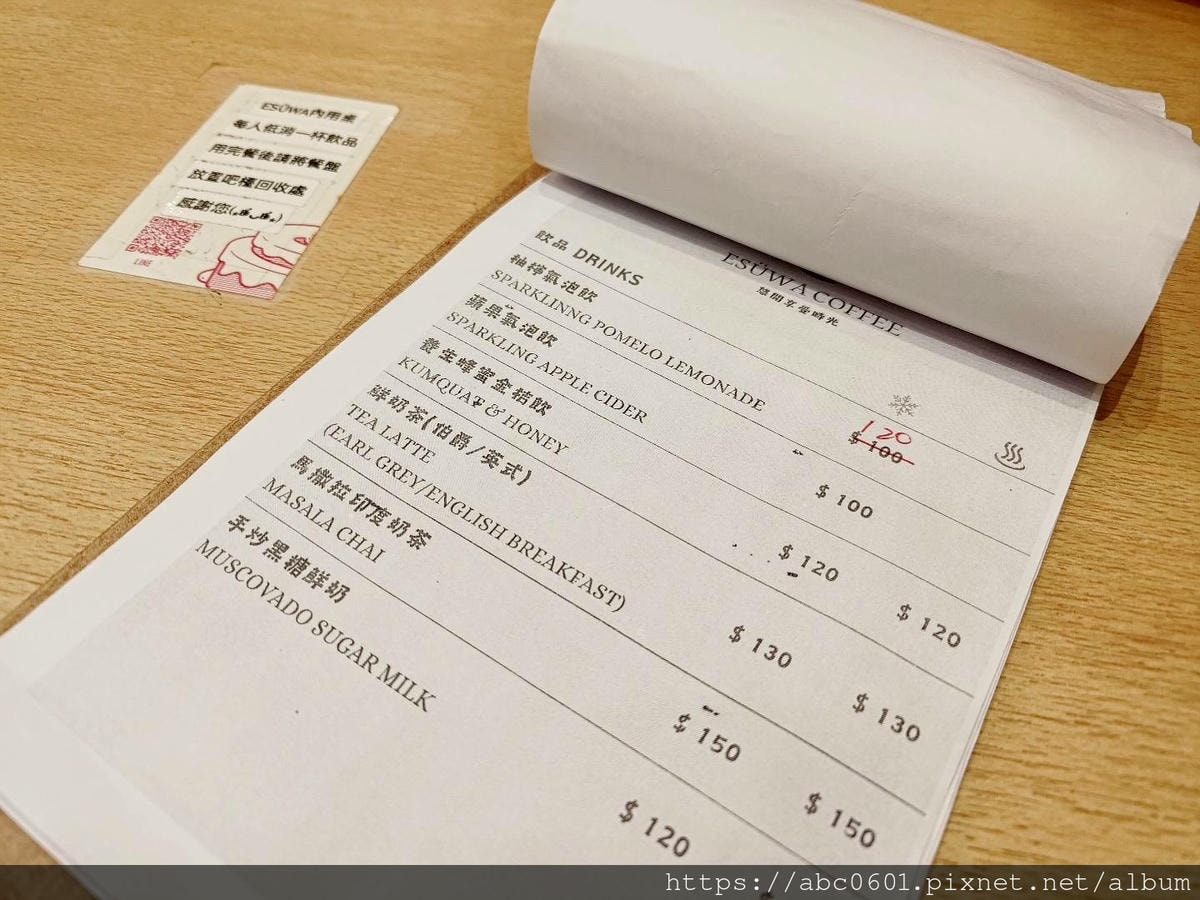 ESÜWA內用桌
每人低消一杯飲品
用完餐後請將餐盤
放置吧檯回收處
感謝您
LINE
ESÜWA COFFEE
悠閒享受時光
飲品 DRINKS
柚檸氣泡飲
SPARKLINNG POMELO LEMONADE
120
$ 100
蘋果氣泡飲
SPARKLING APPLE CIDER
$ 100
養生蜂蜜金桔飲
KUMQUAT & HONEY
$ 120
$ 120
鮮奶茶(伯爵/英式)
TEA LATTE
(EARL GREY/ENGLISH BREAKFAST)
$ 130
$ 130
馬撒拉印度奶茶
MASALA CHAI
$ 150
$ 150
手炒黑糖鮮奶
MUSCOVADO SUGAR MILK
$ 120
https://abc0601.pixnet.net/album